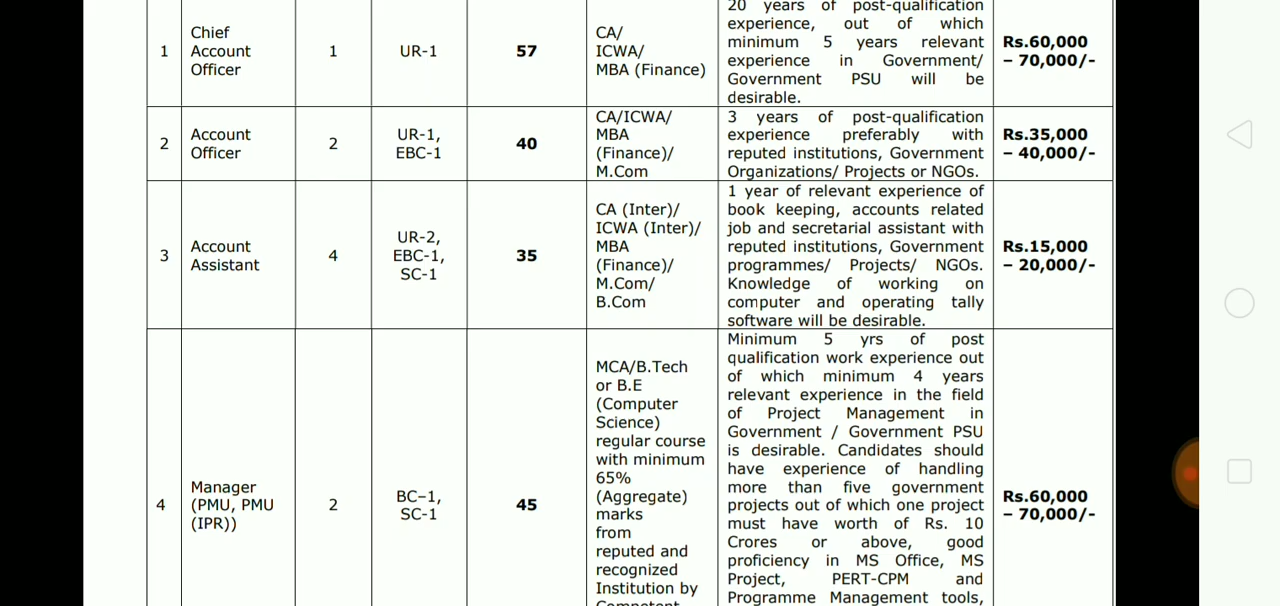 1
Chief
Account
Officer
1
UR-1
57
CA/
ICWA/
MBA (Finance)
20 years of post-qualification
experience, out of which
minimum 5 years relevant
experience in Government/
Government PSU will be
desirable.
Rs.60,000
– 70,000/-
2
Account
Officer
2
UR-1,
EBC-1
40
CA/ICWA/
MBA
(Finance)/
M.Com
3 years of post-qualification
experience preferably with
reputed institutions, Government
Organizations/ Projects or NGOs.
Rs.35,000
– 40,000/-
3
Account
Assistant
4
UR-2,
EBC-1,
SC-1
35
CA (Inter)/
ICWA (Inter)/
MBA
(Finance)/
M.Com/
B.Com
1 year of relevant experience of
book keeping, accounts related
job and secretarial assistant with
reputed institutions, Government
programmes/ Projects/ NGOs.
Knowledge of working on
computer and operating tally
software will be desirable.
Rs.15,000
– 20,000/-
4
Manager
(PMU, PMU
(IPR))
2
BC–1,
SC-1
45
MCA/B.Tech
or B.E
(Computer
Science)
regular course
with minimum
65%
(Aggregate)
marks
from
reputed and
recognized
Institution by
Competent
Minimum 5 yrs of post
qualification work experience out
of which minimum 4 years
relevant experience in the field
of Project Management in
Government / Government PSU
is desirable. Candidates should
have experience of handling
more than five government
projects out of which one project
must have worth of Rs. 10
Crores or above, good
proficiency in MS Office, MS
Project, PERT-CPM and
Programme Management tools,
Rs.60,000
– 70,000/-